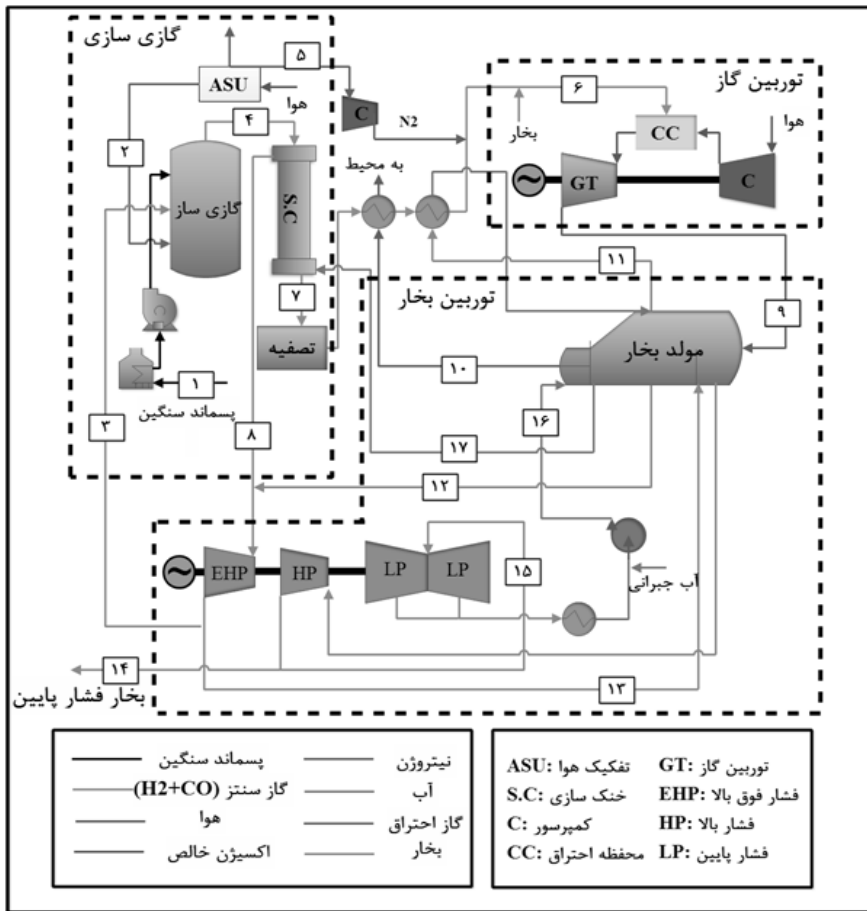 گازی سازی
ASU
هوا
۵
۲
۴
C
N2
گازی ساز
S.C
۷
تصفیه
۱
پسماند سنگین
۳
۸
به محیط
بخار
۶
توربین گاز
هوا
CC
GT
C
~
۱۱
۹
توربین بخار
مولد بخار
۱۰
۱۶
۱۷
۱۲
~
EHP
HP
LP
LP
۱۵
آب جبرانی
۱۴
بخار فشار پایین
۱۳
پسماند سنگین
نیتروژن
گاز سنتز (H2+CO)
آب
هوا
گاز احتراق
اکسیژن خالص
بخار
ASU: تفکیک هوا
GT: توربین گاز
S.C: خنک سازی
EHP: فشار فوق بالا
C: کمپرسور
HP: فشار بالا
CC: محفظه احتراق
LP: فشار پایین